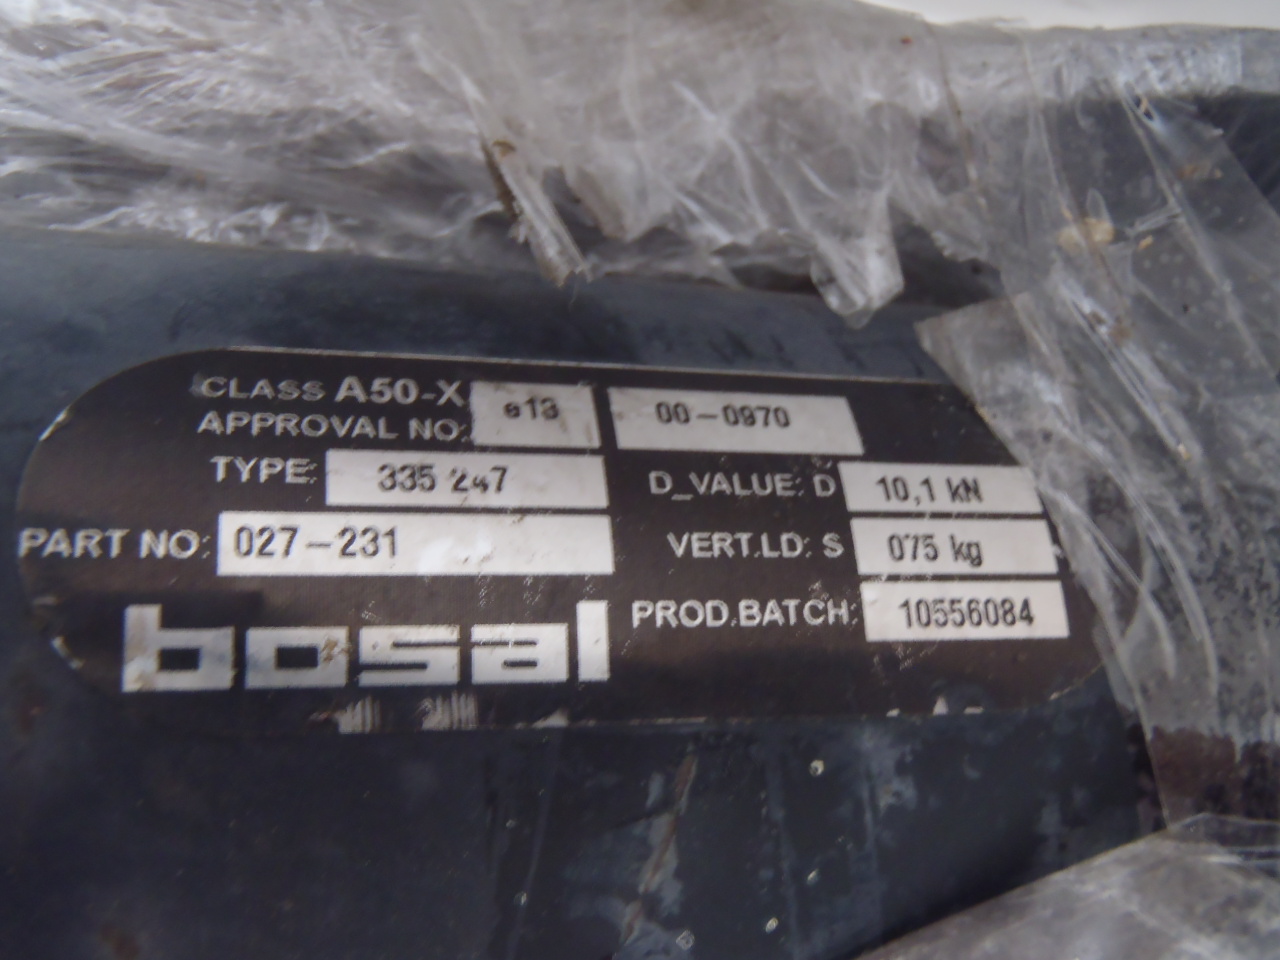 CLASS A50-X
APPROVAL NO: e13 00-0970
TYPE: 335 247
D_VALUE: D 10,1 kN
PART NO: 027-231
VERT.LD: S 075 kg
PROD.BATCH: 10556084
bosal